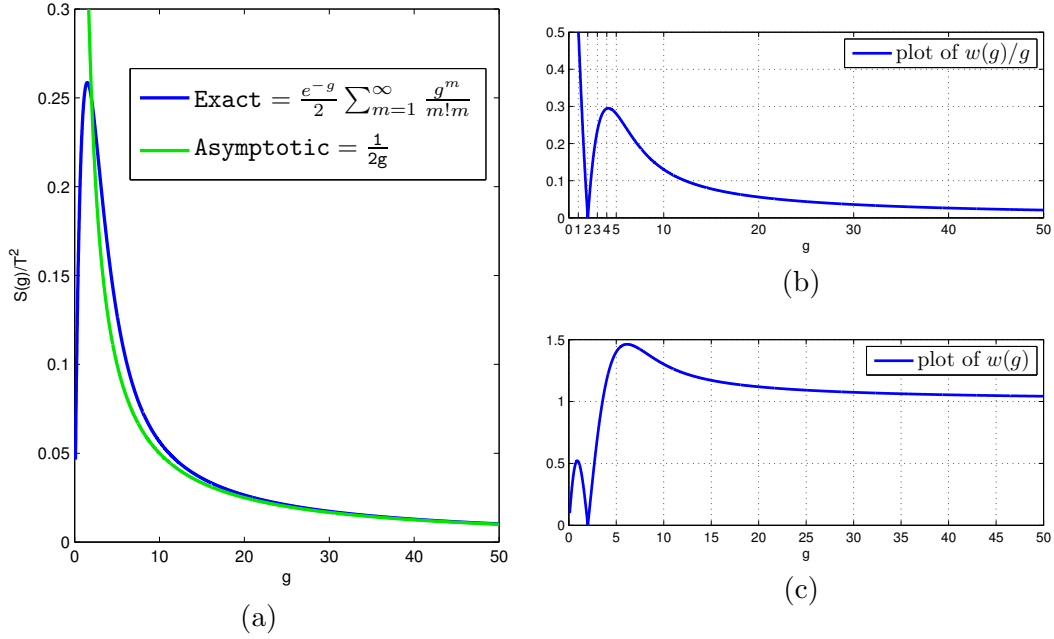 0.3
0.25
0.2
0.15
0.1
0.05
0
S(g)/T²
Exact = e^{-g}/2 ∑_{m=1}^{∞} g^m/m!m
Asymptotic = 1/2g
0 10 20 30 40 50
g
(a)
0.5
0.4
0.3
0.2
0.1
0
plot of w(g)/g
0 1 2 3 4 5 10 20 30 40 50
g
(b)
1.5
1
0.5
0
plot of w(g)
0 5 10 15 20 25 30 35 40 45 50
g
(c)